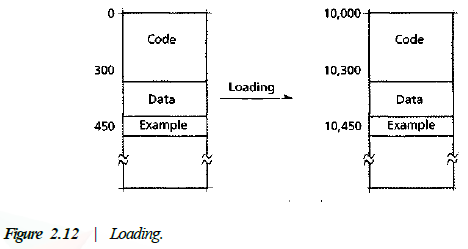 0
10,000
Code
Code
300
10,300
Loading
Data
Data
450
Example
10,450
Example
Figure 2.12 | Loading.